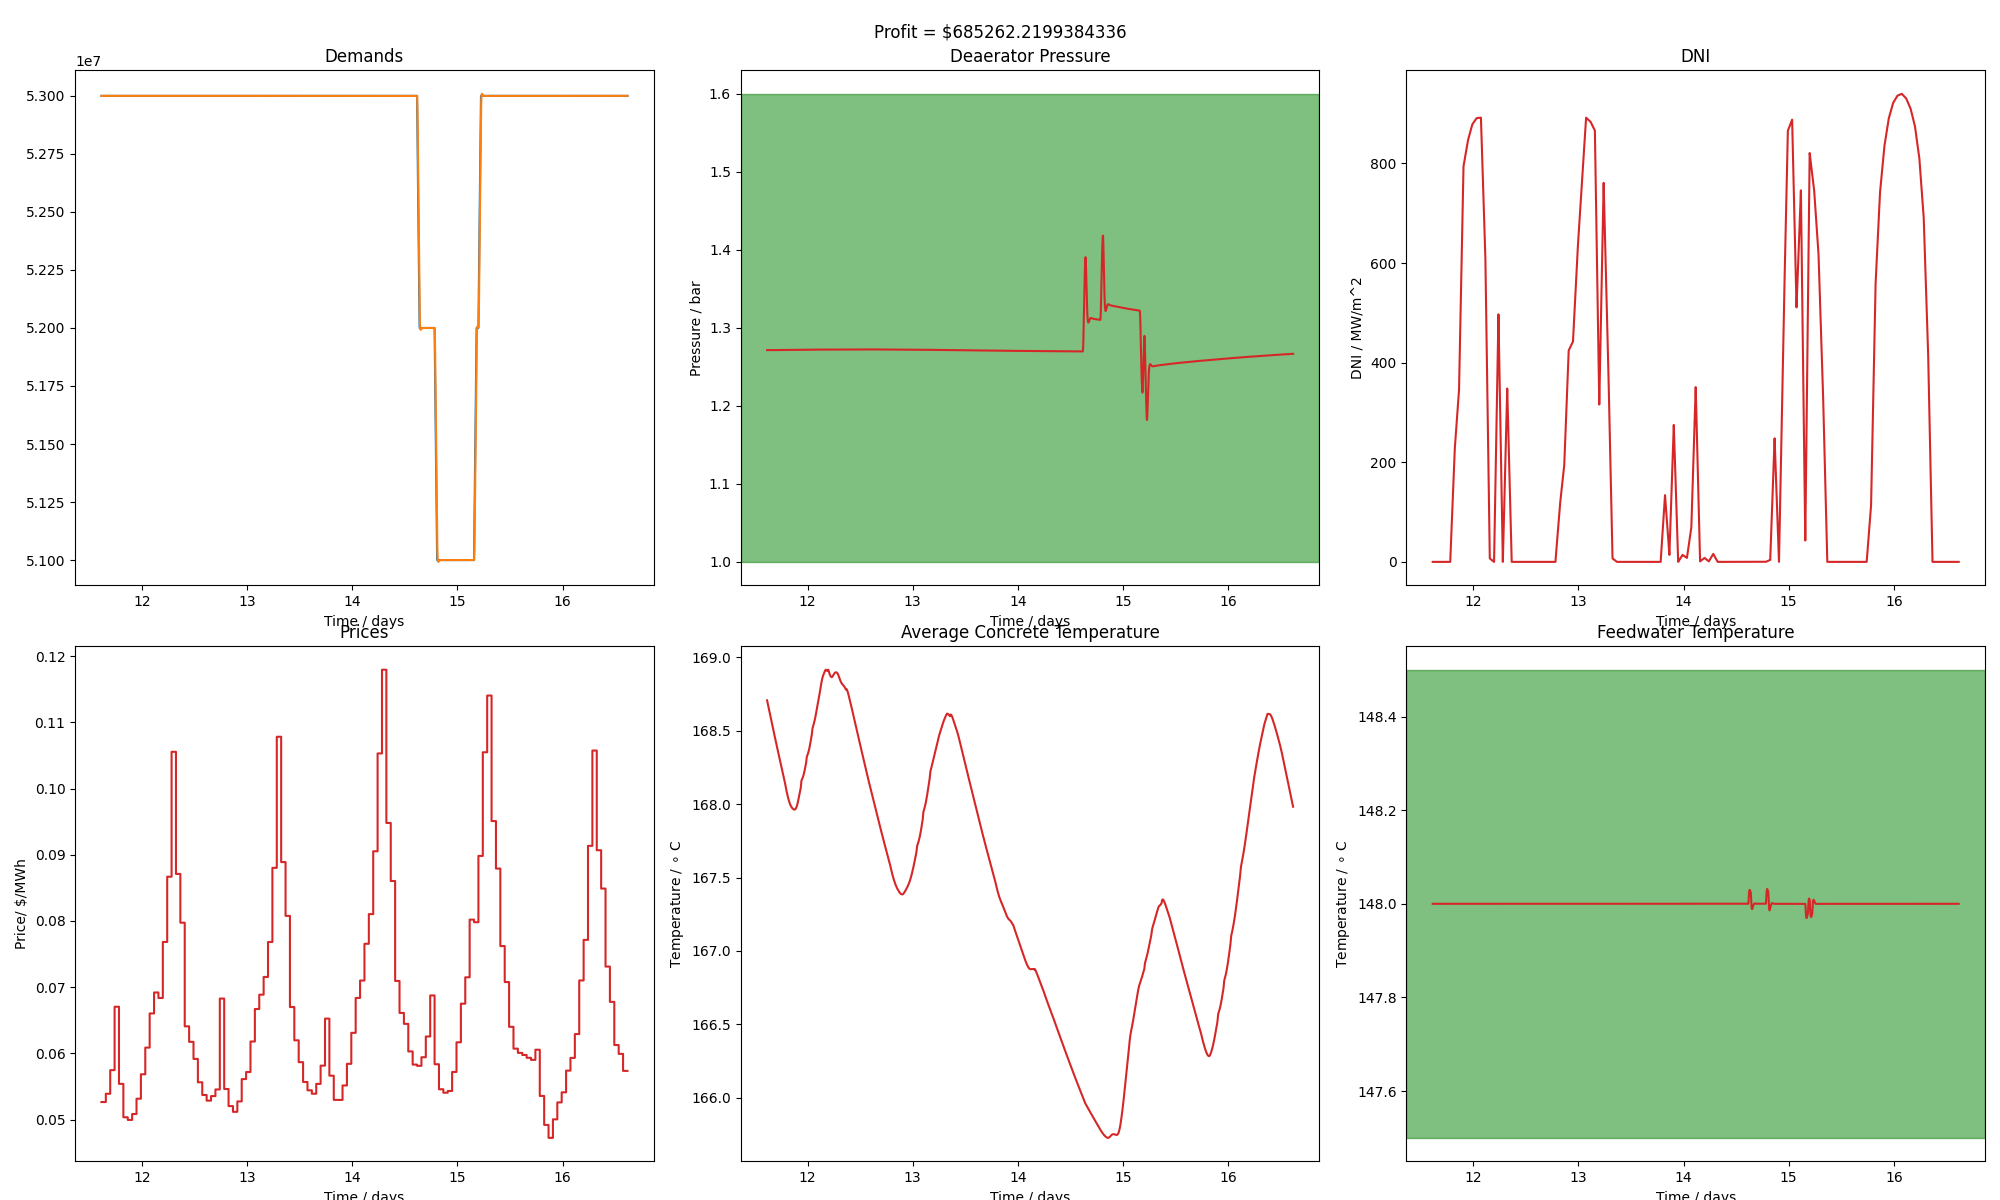 Profit = $685262.2199384336
Demands
1e7
5.300
5.275
5.250
5.225
5.200
5.175
5.150
5.125
5.100
12 13 14 15 16
Time / days
Deaerator Pressure
Pressure / bar
1.6
1.5
1.4
1.3
1.2
1.1
1.0
12 13 14 15 16
Time / days
DNI
DNI / MW/m^2
800
600
400
200
0
12 13 14 15 16
Time / days
Prices
Price/ $/MWh
0.12
0.11
0.10
0.09
0.08
0.07
0.06
0.05
12 13 14 15 16
Time / days
Average Concrete Temperature
Temperature / ∘ C
169.0
168.5
168.0
167.5
167.0
166.5
166.0
12 13 14 15 16
Time / days
Feedwater Temperature
Temperature / ∘ C
148.4
148.2
148.0
147.8
147.6
12 13 14 15 16
Time / days